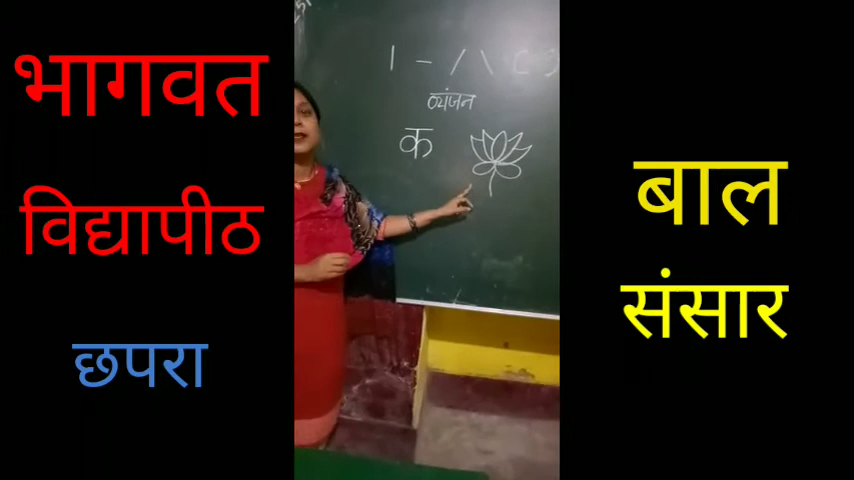 भागवत
विद्यापीठ
छपरा
व्यंजन
क
बाल
संसार